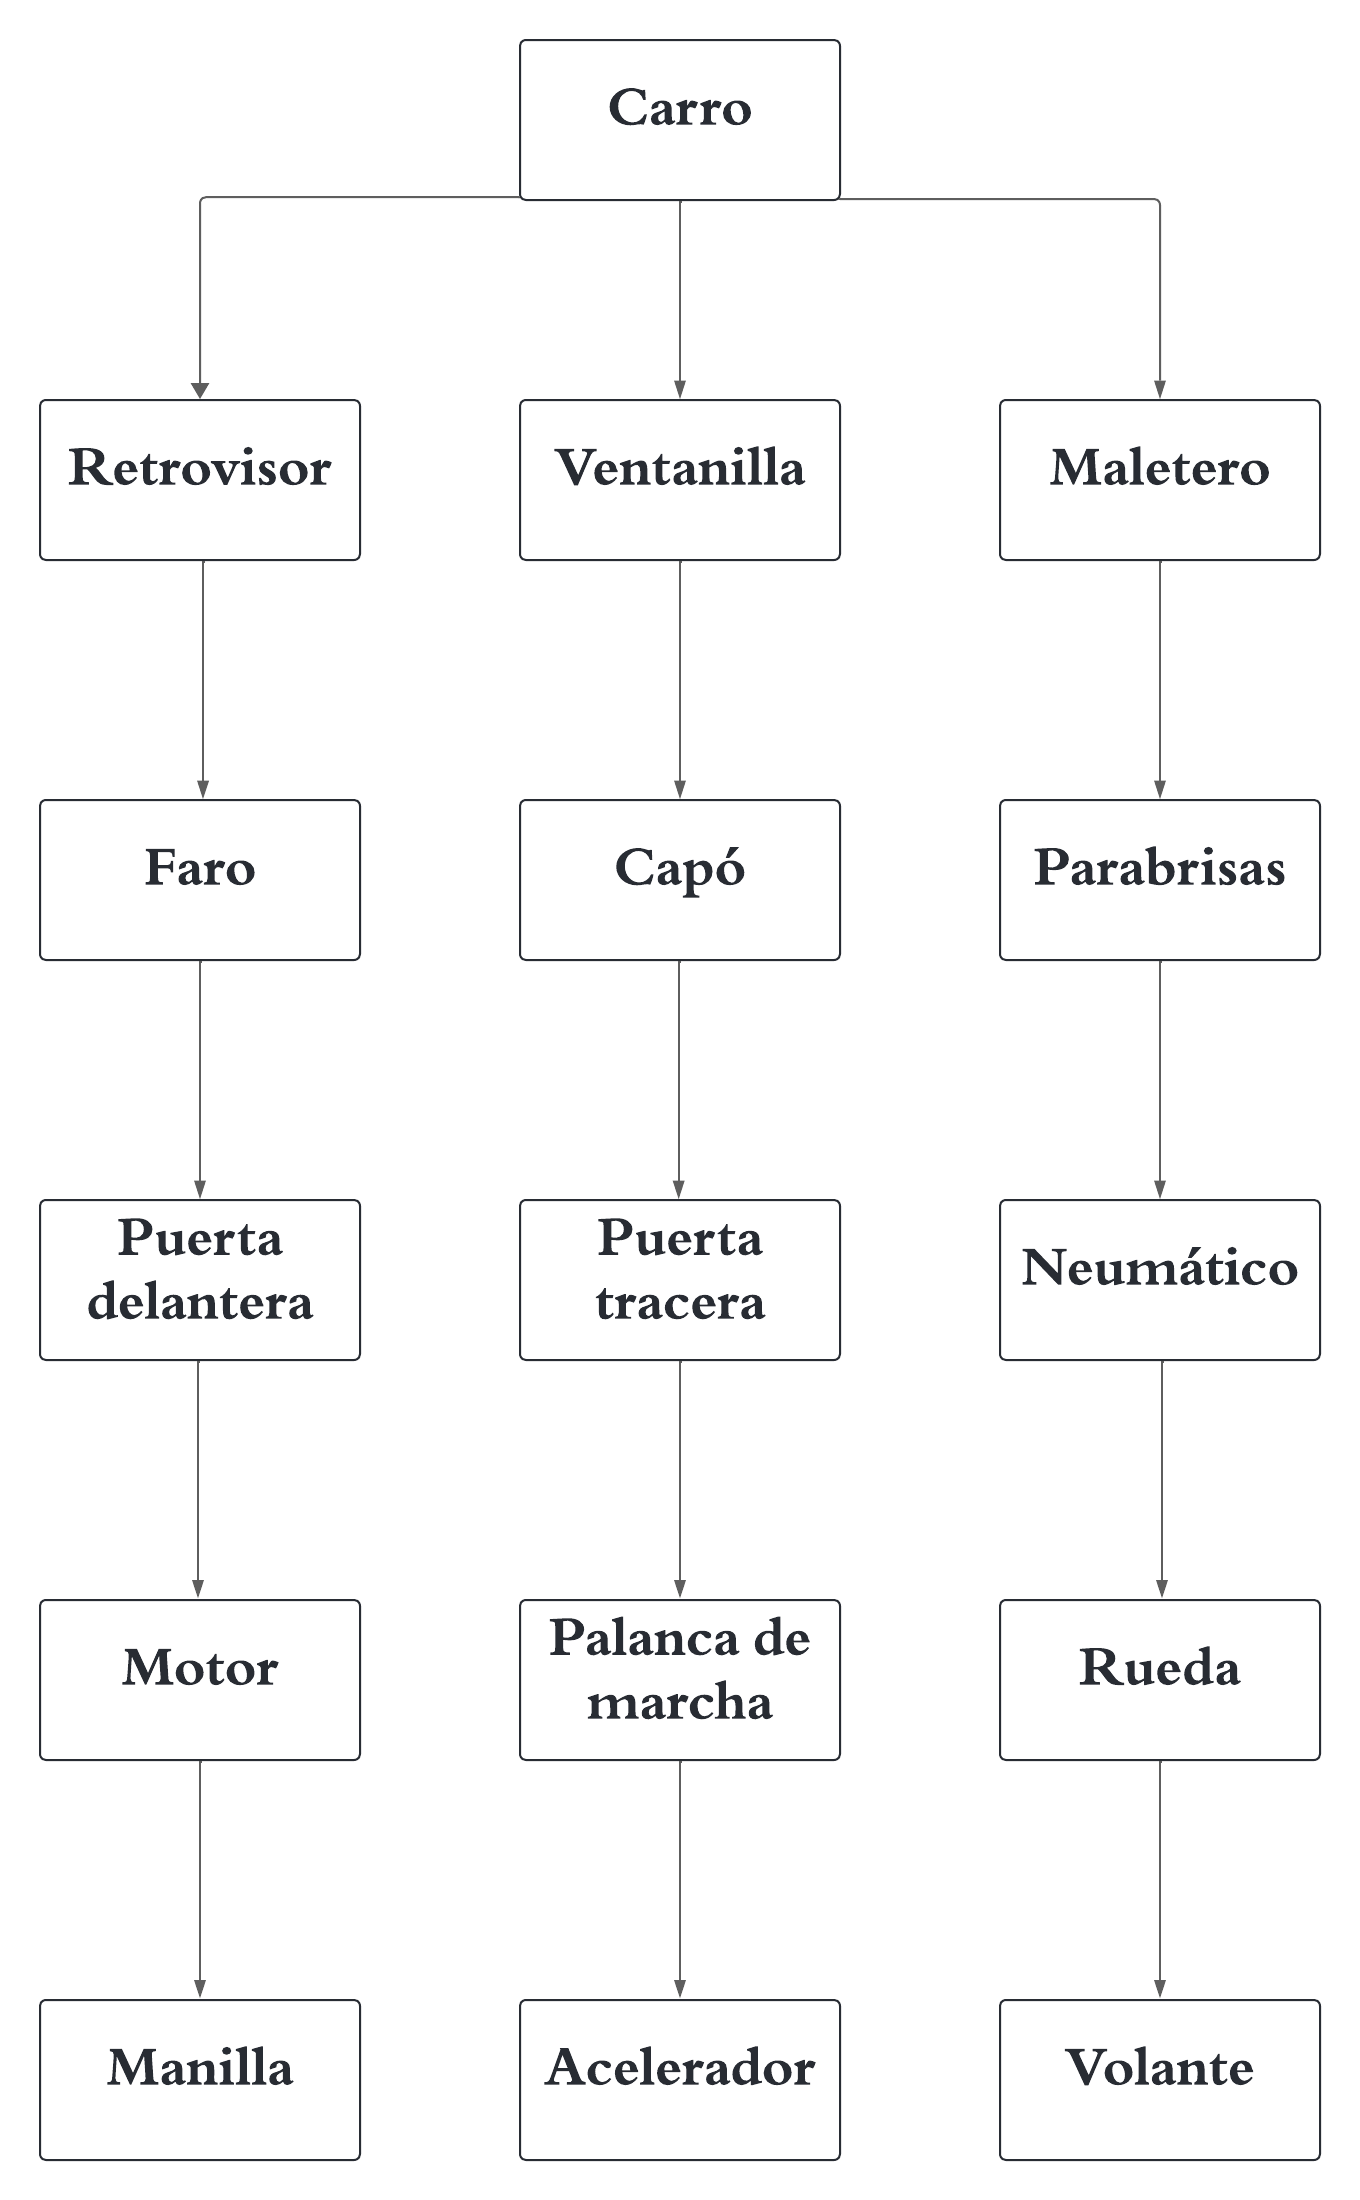 Carro
Retrovisor
Ventanilla
Maletero
Faro
Capó
Parabrisas
Puerta
delantera
Puerta
tracera
Neumático
Motor
Palanca de
marcha
Rueda
Manilla
Acelerador
Volante